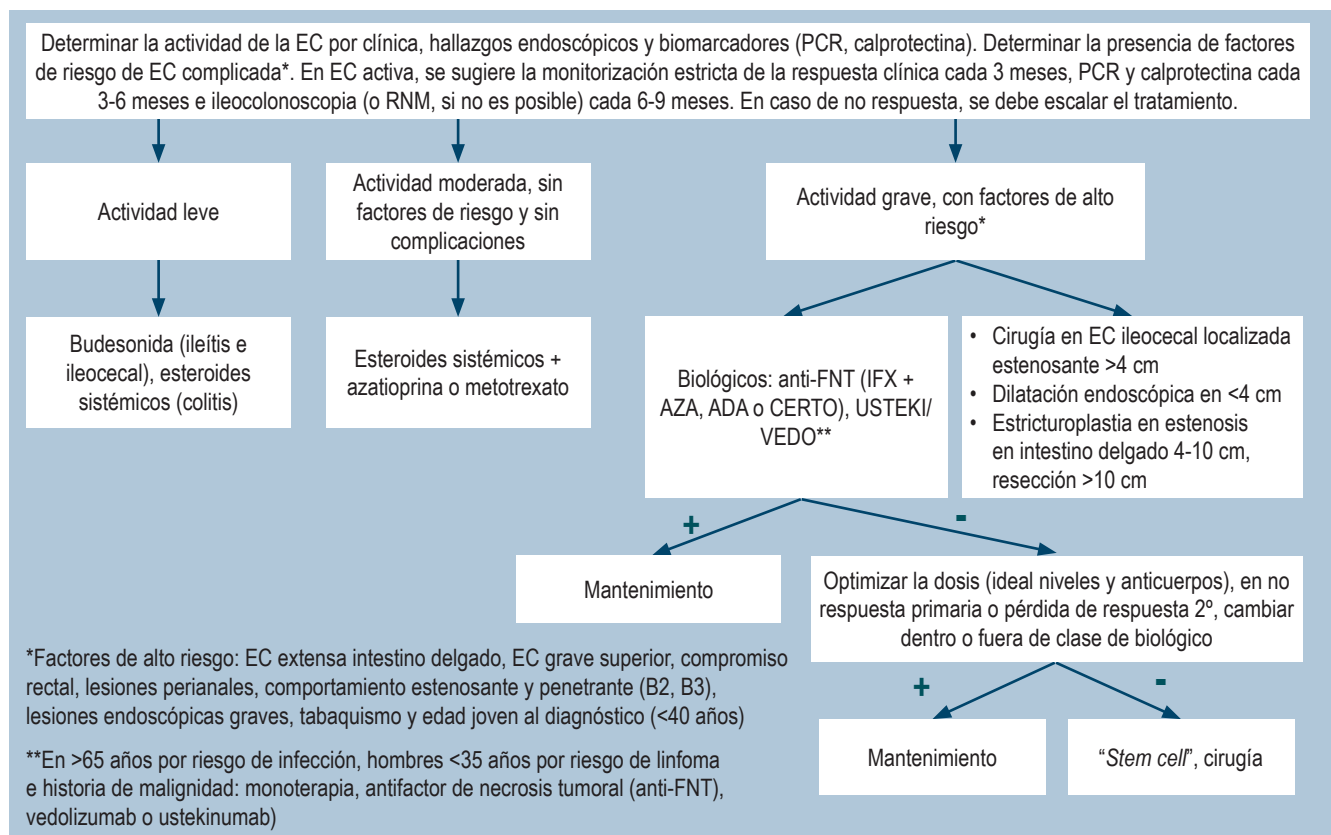 Determinar la actividad de la EC por clínica, hallazgos endoscópicos y biomarcadores (PCR, calprotectina). Determinar la presencia de factores
de riesgo de EC complicada*. En EC activa, se sugiere la monitorización estricta de la respuesta clínica cada 3 meses, PCR y calprotectina cada
3-6 meses e ileocolonoscopia (o RNM, si no es posible) cada 6-9 meses. En caso de no respuesta, se debe escalar el tratamiento.
Actividad leve
Actividad moderada, sin
factores de riesgo y sin
complicaciones
Actividad grave, con factores de alto
riesgo*
Budesonida (ileítis e
ileocecal), esteroides
sistémicos (colitis)
Esteroides sistémicos +
azatioprina o metotrexato
Biológicos: anti-FNT (IFX +
AZA, ADA o CERTO), USTEKI/
VEDO**
• Cirugía en EC ileocecal localizada
estenosante >4 cm
• Dilatación endoscópica en <4 cm
• Estricturoplastia en estenosis
en intestino delgado 4-10 cm,
resección >10 cm
+
-
Mantenimiento
Optimizar la dosis (ideal niveles y anticuerpos), en no
respuesta primaria o pérdida de respuesta 2º, cambiar
dentro o fuera de clase de biológico
+
-
Mantenimiento
“Stem cell”, cirugía
*Factores de alto riesgo: EC extensa intestino delgado, EC grave superior, compromiso
rectal, lesiones perianales, comportamiento estenosante y penetrante (B2, B3),
lesiones endoscópicas graves, tabaquismo y edad joven al diagnóstico (<40 años)
**En >65 años por riesgo de infección, hombres <35 años por riesgo de linfoma
e historia de malignidad: monoterapia, antifactor de necrosis tumoral (anti-FNT),
vedolizumab o ustekinumab)